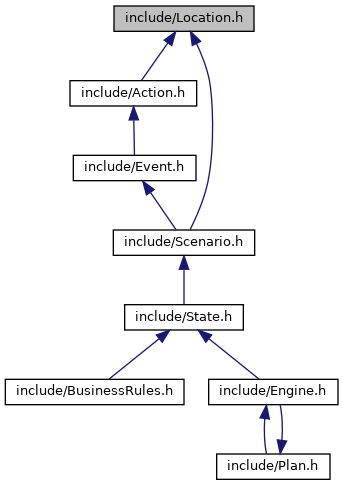 include/Location.h
include/Action.h
include/Event.h
include/Scenario.h
include/State.h
include/BusinessRules.h
include/Engine.h
include/Plan.h